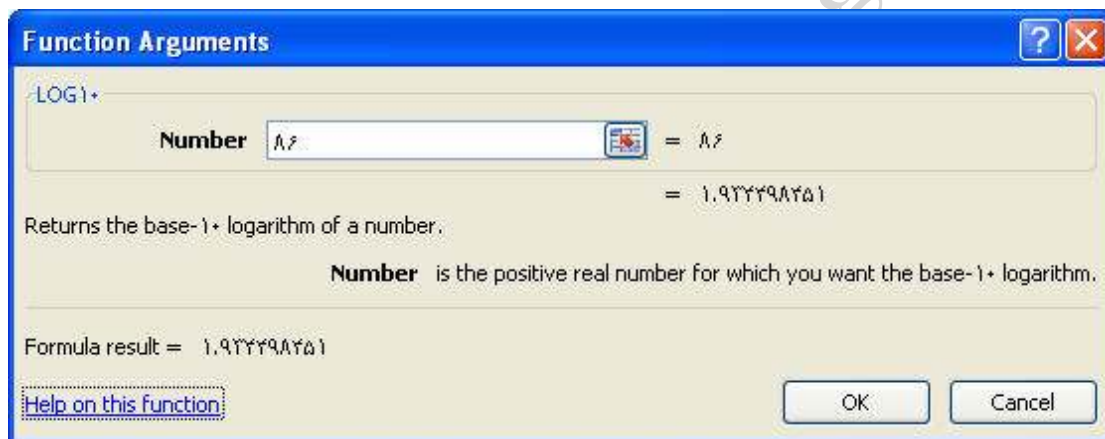 Function Arguments
LOG۱۰
Number ۸۶ = ۸۶
= ۱.۹۳۴۴۹۸۴۵۱
Returns the base-۱۰ logarithm of a number.
Number is the positive real number for which you want the base-۱۰ logarithm.
Formula result = ۱.۹۳۴۴۹۸۴۵۱
Help on this function
OK Cancel